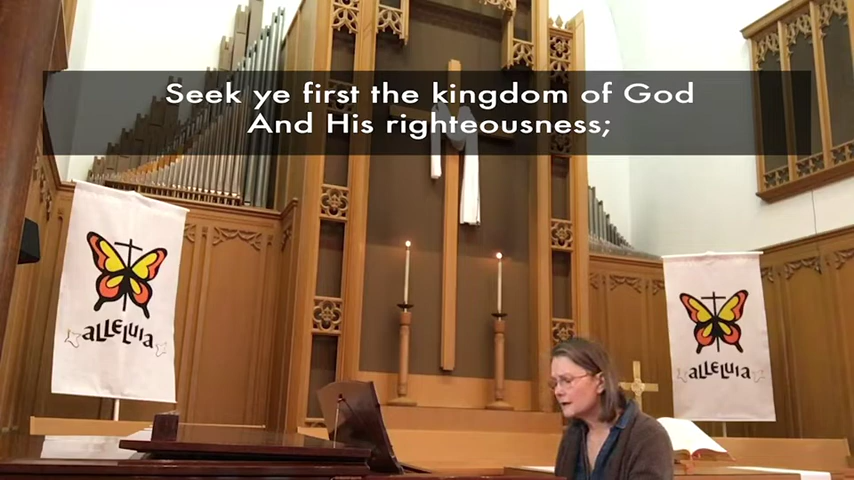 Seek ye first the kingdom of God
And His righteousness;
alleluia
alleluia